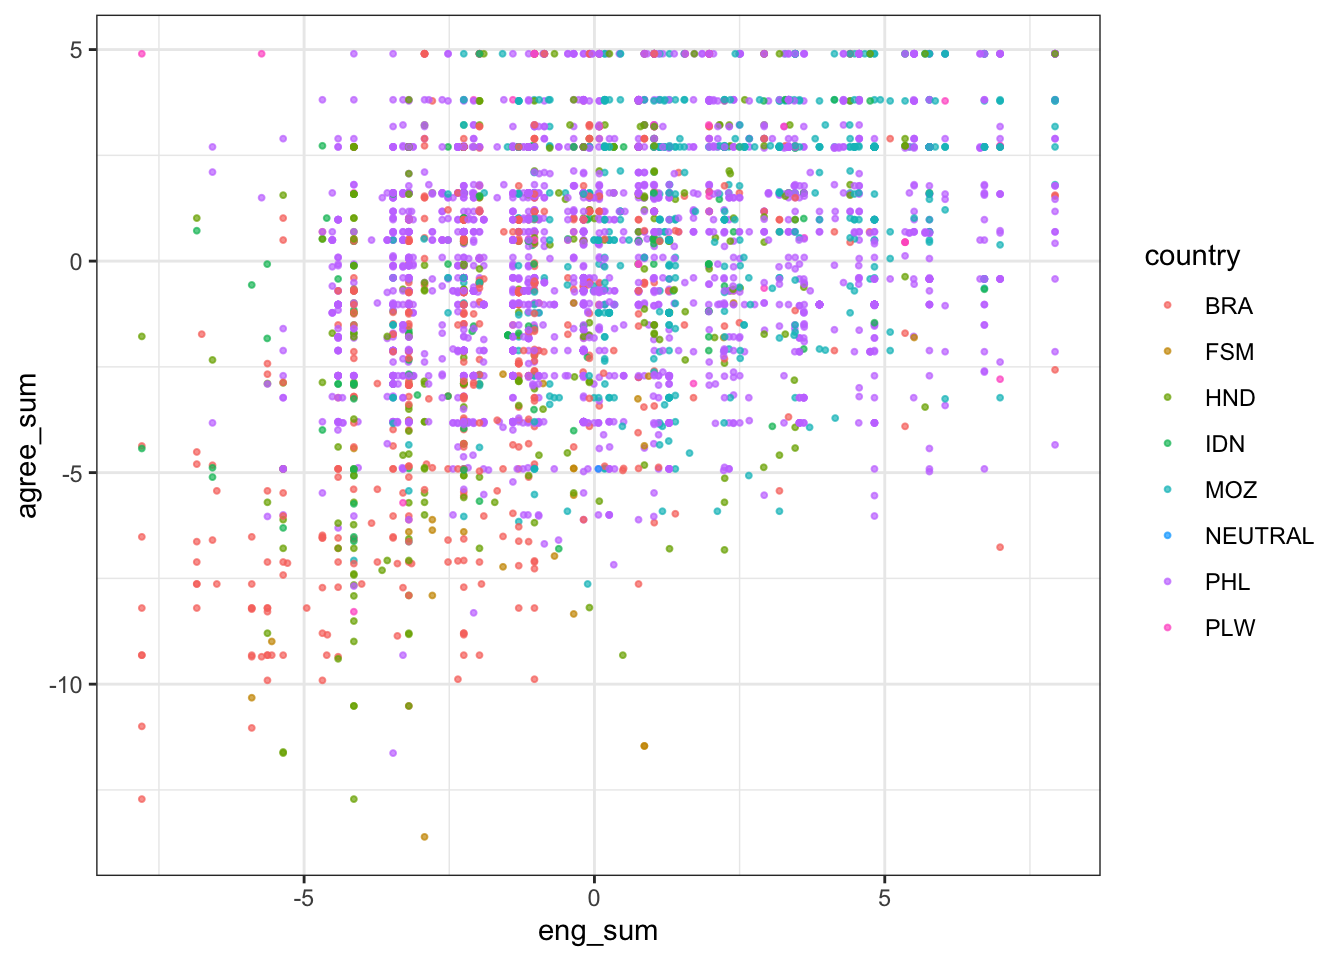 5
0
-5
-10
agree_sum
-5
0
5
eng_sum
country
BRA
FSM
HND
IDN
MOZ
NEUTRAL
PHL
PLW